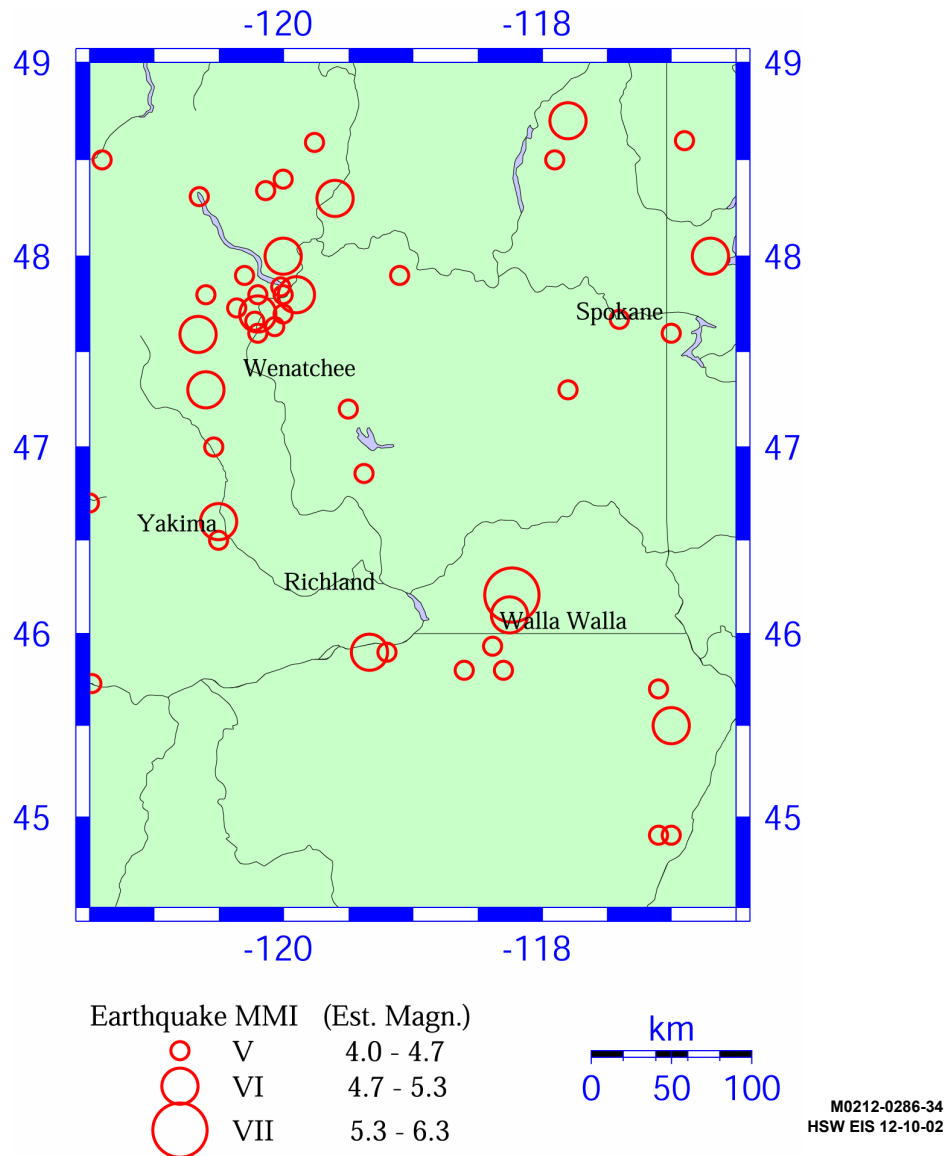 -120 -118
49 49
48 48
Spokane
Wenatchee
47 47
Yakima
Richland
Walla Walla
46 46
45 45
-120 -118
Earthquake MMI (Est. Magn.)
V 4.0 - 4.7
VI 4.7 - 5.3
VII 5.3 - 6.3
km
0 50 100
M0212-0286-34
HSW EIS 12-10-02